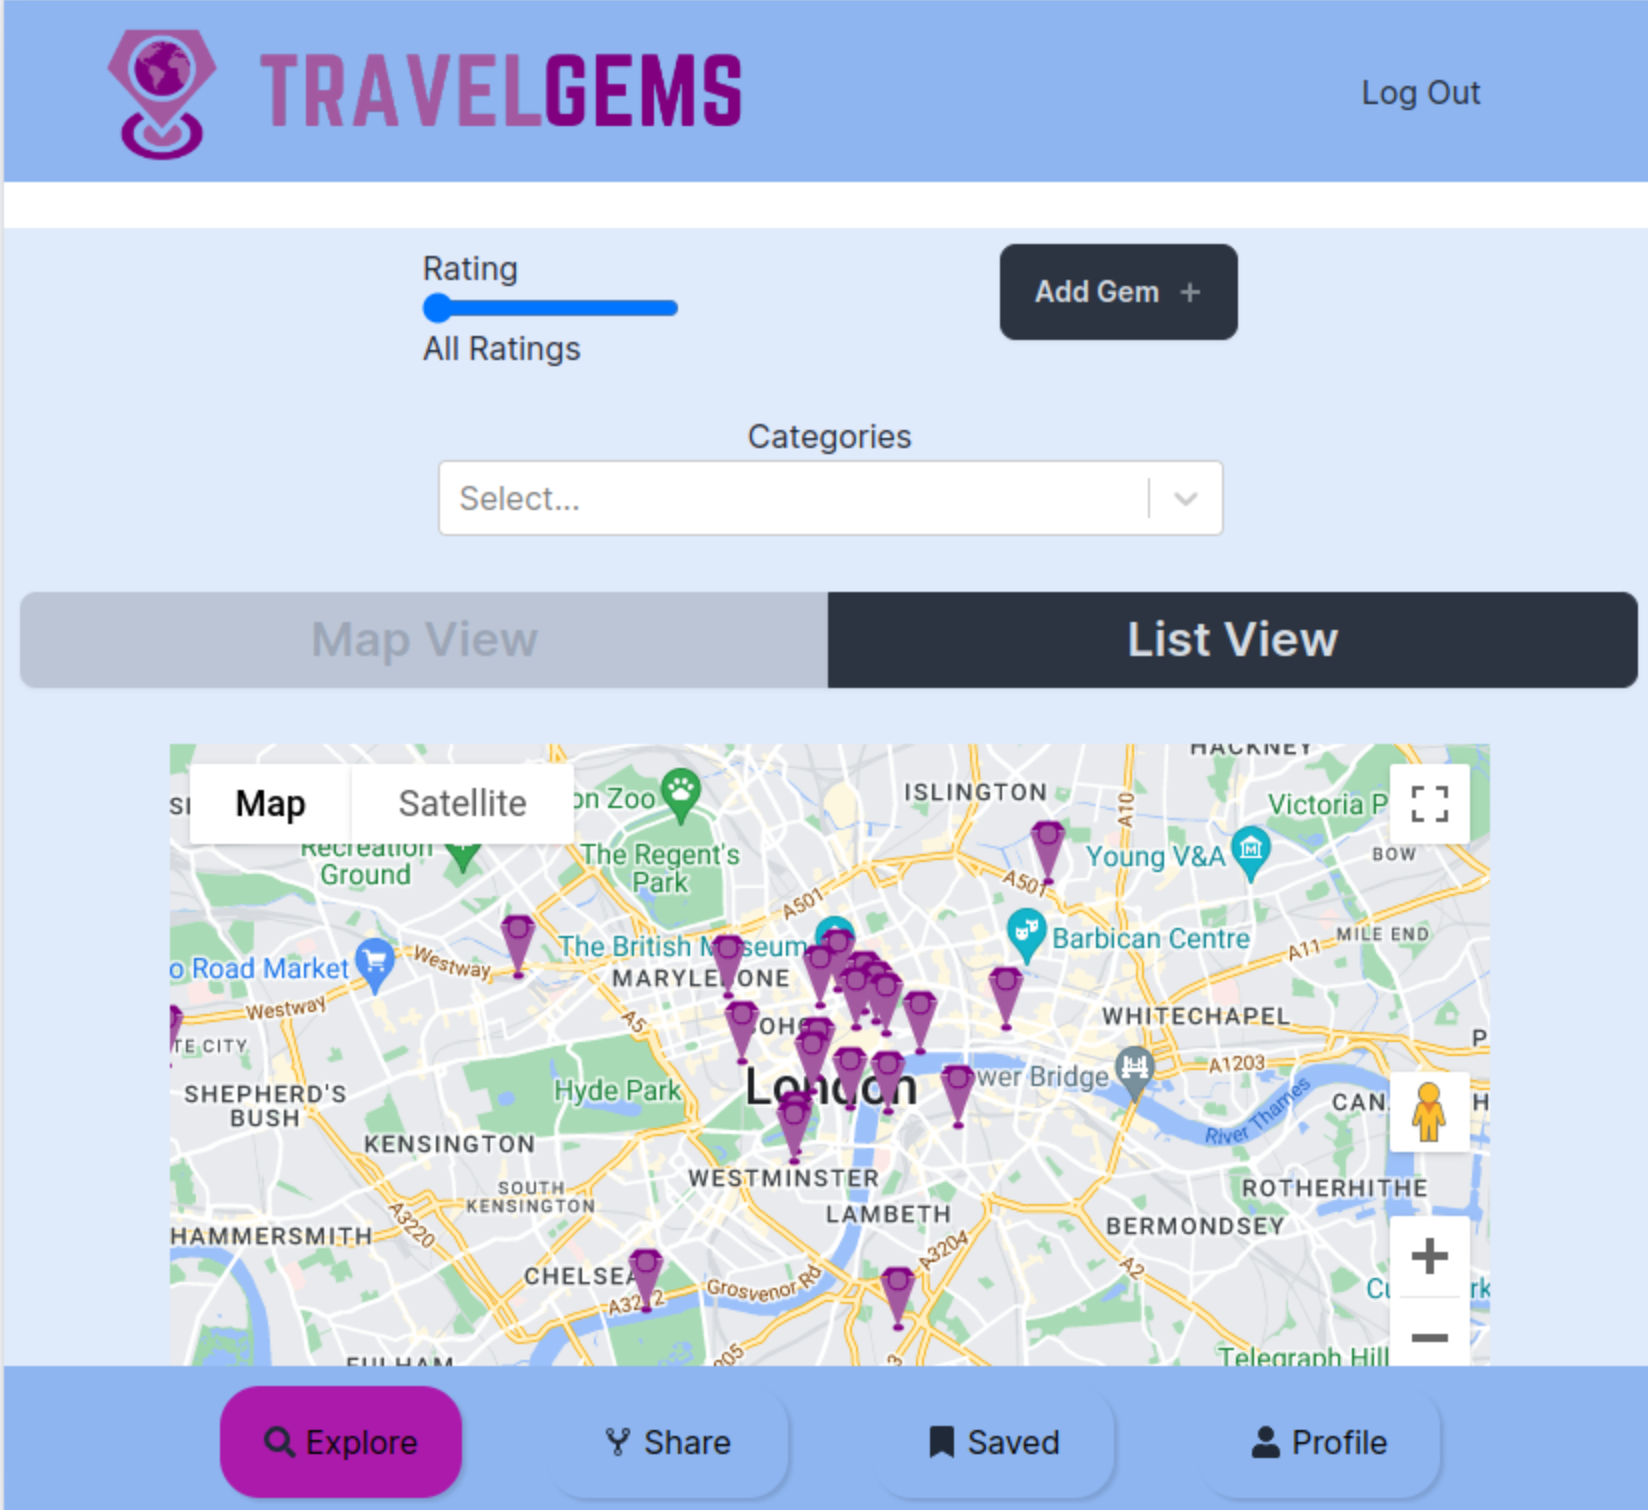 TRAVELGEMS
Log Out
Rating
All Ratings
Add Gem +
Categories
Select...
Map View
List View
Map
Satellite
HACKNEY
on Zoo
ISLINGTON
A10
Victoria P
Recreation
Ground
The Regent's
Park
Young V&A
BOW
A501
A501
The British Museum
Barbican Centre
MILE END
A11
o Road Market
Westway
MARYLEBONE
Westway
A5
OHO
WHITECHAPEL
TE CITY
A1203
SHEPHERD'S
BUSH
Hyde Park
London
wer Bridge
CAN
H
River Thames
KENSINGTON
WESTMINSTER
SOUTH
KENSINGTON
ROTHERHITHE
LAMBETH
HAMMERSMITH
A3220
BERMONDSEY
A3204
A2
CHELSEA
Grosvenor Rd
A3212
FULHAM
Telegraph Hill
Explore
Share
Saved
Profile